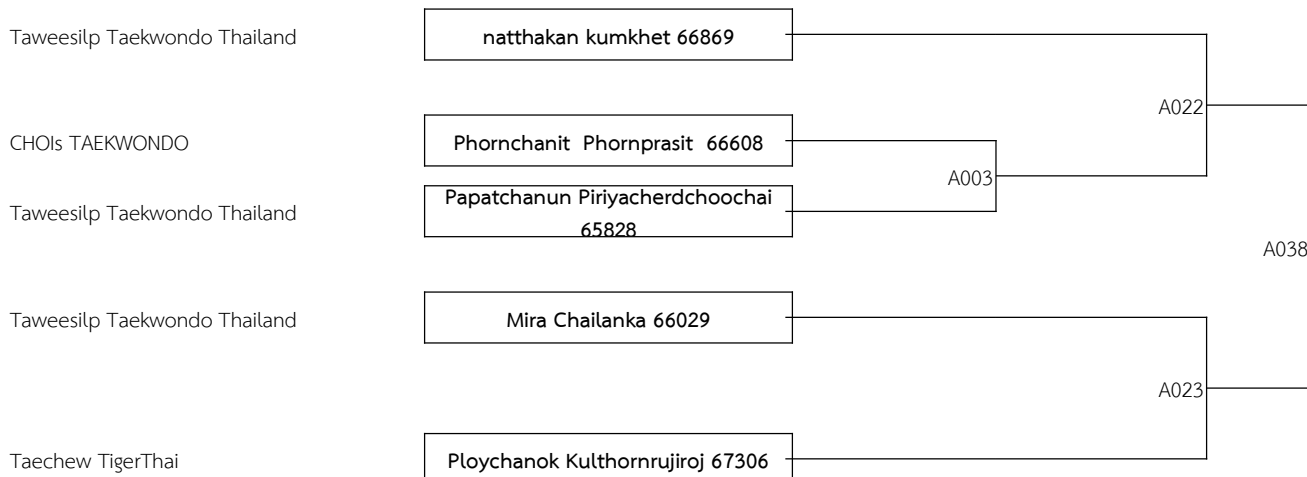 Taweesilp Taekwondo Thailand
natthakan kumkhet 66869
A022
CHOIs TAEKWONDO
Phornchanit Phornprasit 66608
A003
Taweesilp Taekwondo Thailand
Papatchanun Piriyacherdchoochai
65828
A038
Taweesilp Taekwondo Thailand
Mira Chailanka 66029
A023
Taechew TigerThai
Ploychanok Kulthornrujiroj 67306